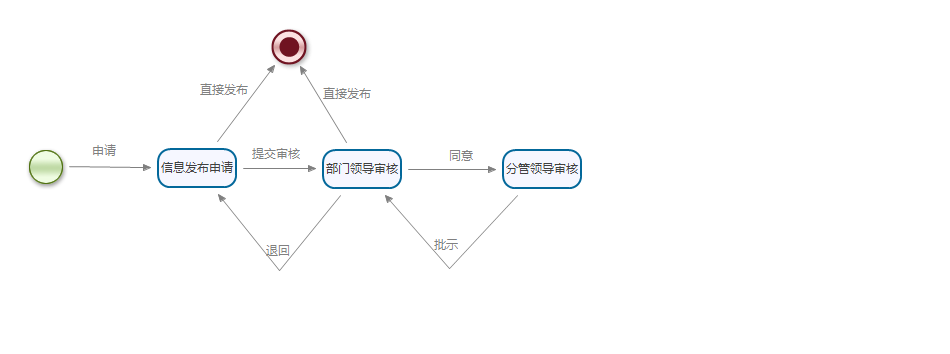 直接发布
直接发布
申请
提交审核
同意
信息发布申请
部门领导审核
分管领导审核
退回
批示